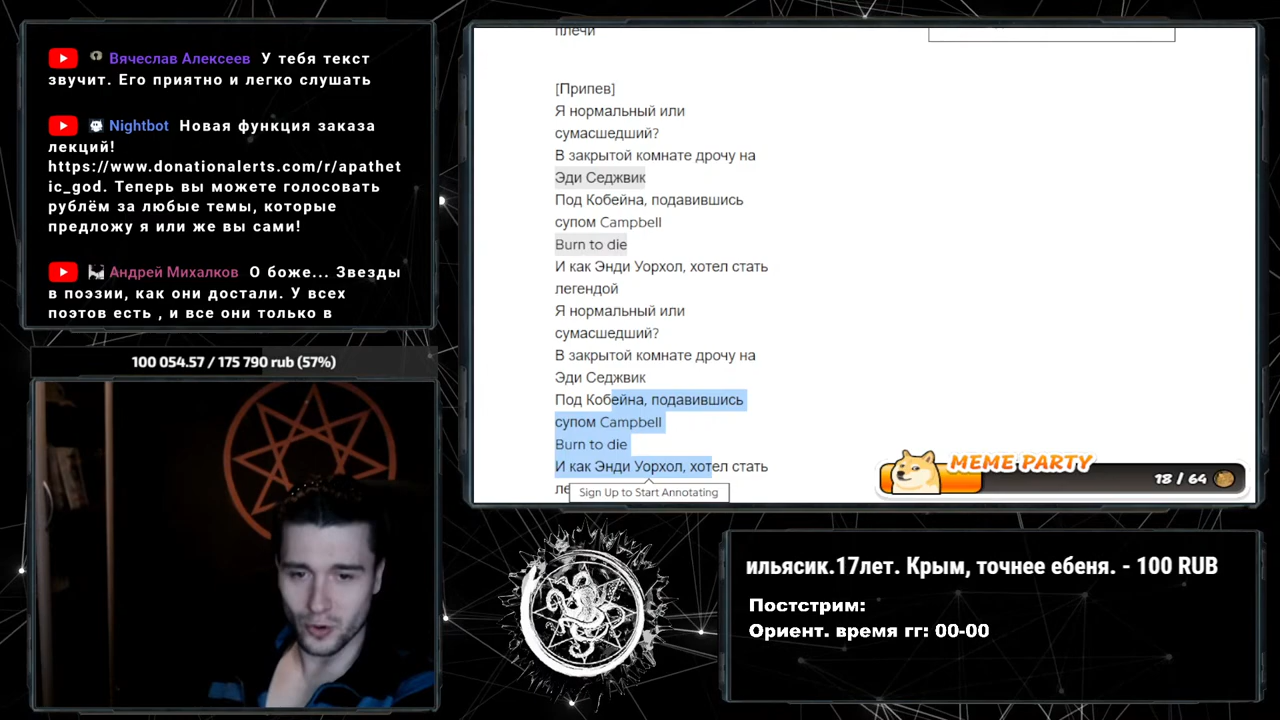 Вячеслав Алексеев У тебя текст
звучит. Его приятно и легко слушать
Nightbot Новая функция заказа
лекций!
https://www.donationalerts.com/r/apathet
ic_god. Теперь вы можете голосовать
рублём за любые темы, которые
предложу я или же вы сами!
Андрей Михалков О боже... Звезды
в поэзии, как они достали. У всех
поэтов есть , и все они только в
100 054.57 / 175 790 rub (57%)
плечи
[Припев]
Я нормальный или
сумасшедший?
В закрытой комнате дрочу на
Эди Седжвик
Под Кобейна, подавившись
супом Campbell
Burn to die
И как Энди Уорхол, хотел стать
легендой
Я нормальный или
сумасшедший?
В закрытой комнате дрочу на
Эди Седжвик
Под Кобейна, подавившись
супом Campbell
Burn to die
И как Энди Уорхол, хотел стать
ле
Sign Up to Start Annotating
MEME PARTY
18 / 64
ильясик.17лет. Крым, точнее ебеня. - 100 RUB
Постстрим:
Ориент. время гг: 00-00